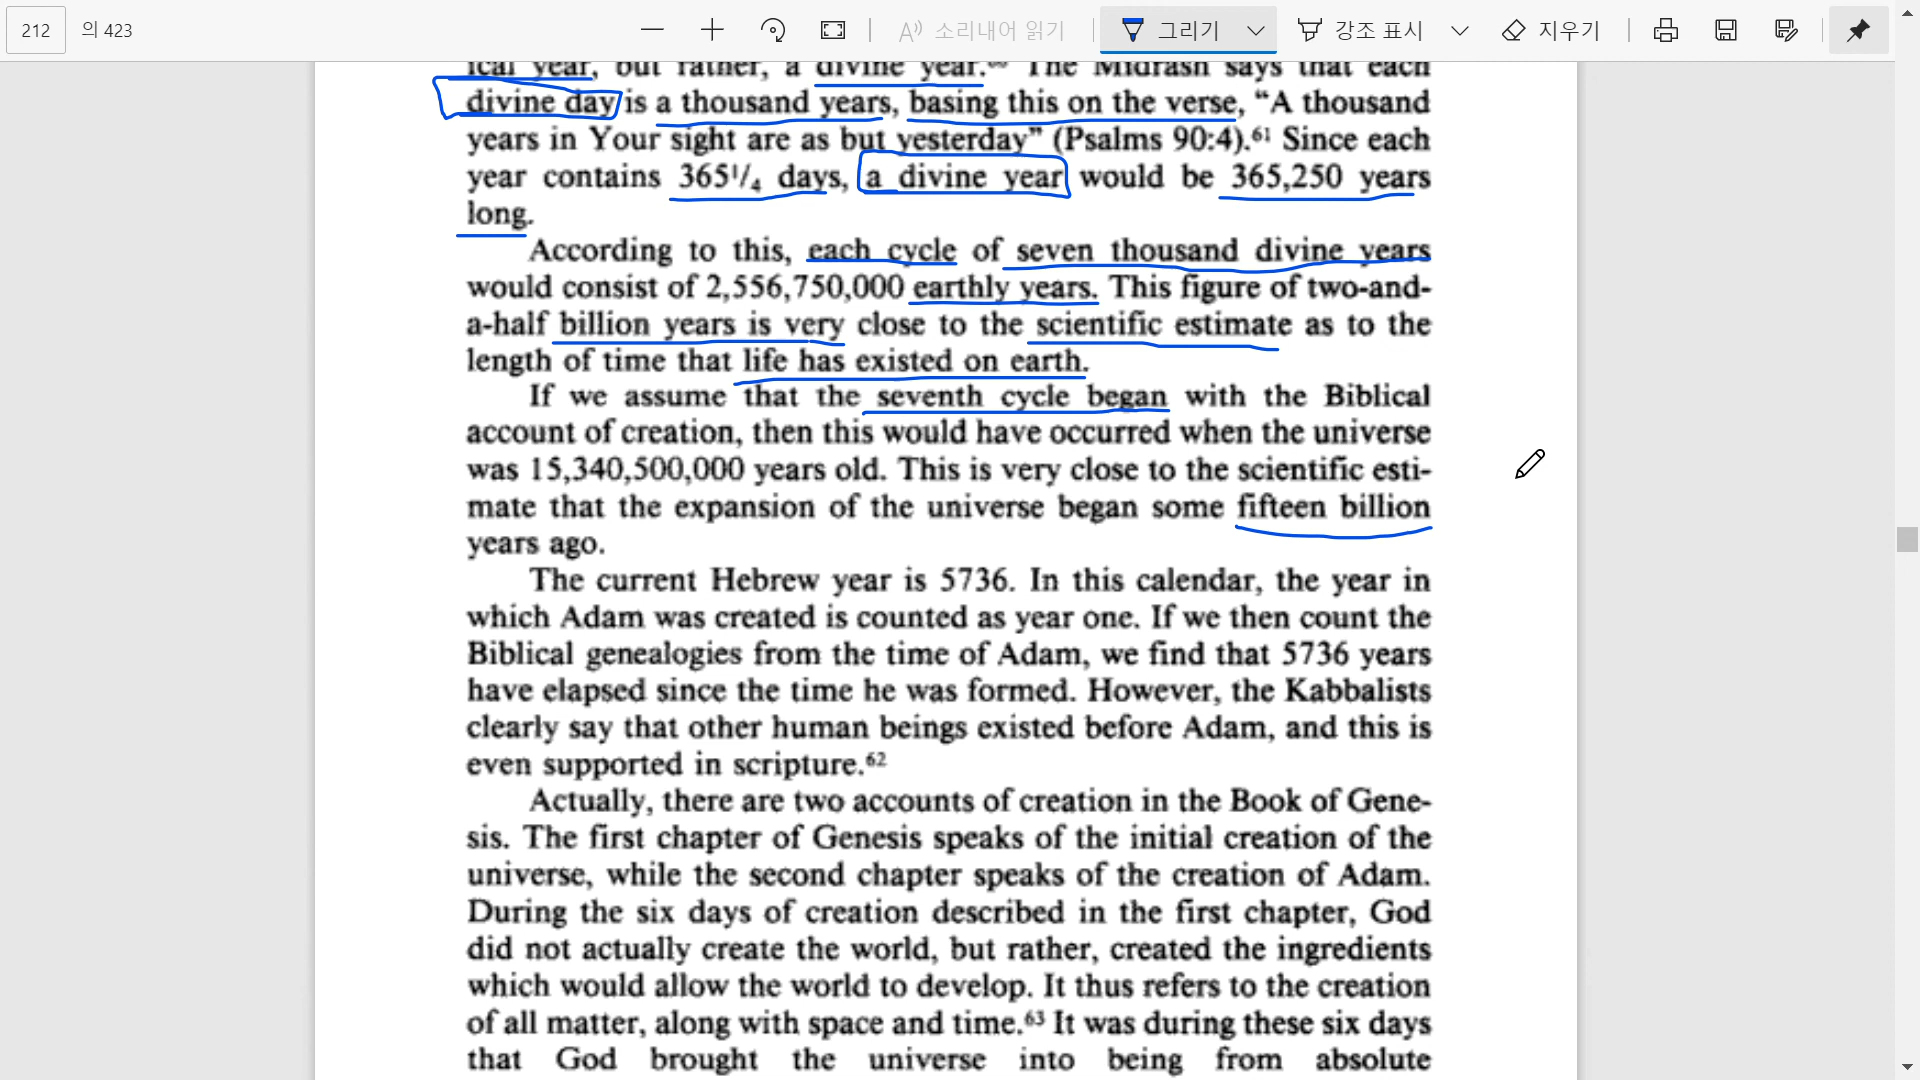 212 의 423 소리내어 읽기 그리기 강조 표시 지우기
ical year, but rather, a divine year.⁶⁰ The Midrash says that each
divine day is a thousand years, basing this on the verse, “A thousand
years in Your sight are as but yesterday” (Psalms 90:4).⁶¹ Since each
year contains 365¹/₄ days, a divine year would be 365,250 years
long.
According to this, each cycle of seven thousand divine years
would consist of 2,556,750,000 earthly years. This figure of two-and-
a-half billion years is very close to the scientific estimate as to the
length of time that life has existed on earth.
If we assume that the seventh cycle began with the Biblical
account of creation, then this would have occurred when the universe
was 15,340,500,000 years old. This is very close to the scientific esti-
mate that the expansion of the universe began some fifteen billion
years ago.
The current Hebrew year is 5736. In this calendar, the year in
which Adam was created is counted as year one. If we then count the
Biblical genealogies from the time of Adam, we find that 5736 years
have elapsed since the time he was formed. However, the Kabbalists
clearly say that other human beings existed before Adam, and this is
even supported in scripture.⁶²
Actually, there are two accounts of creation in the Book of Gene-
sis. The first chapter of Genesis speaks of the initial creation of the
universe, while the second chapter speaks of the creation of Adam.
During the six days of creation described in the first chapter, God
did not actually create the world, but rather, created the ingredients
which would allow the world to develop. It thus refers to the creation
of all matter, along with space and time.⁶³ It was during these six days
that God brought the universe into being from absolute